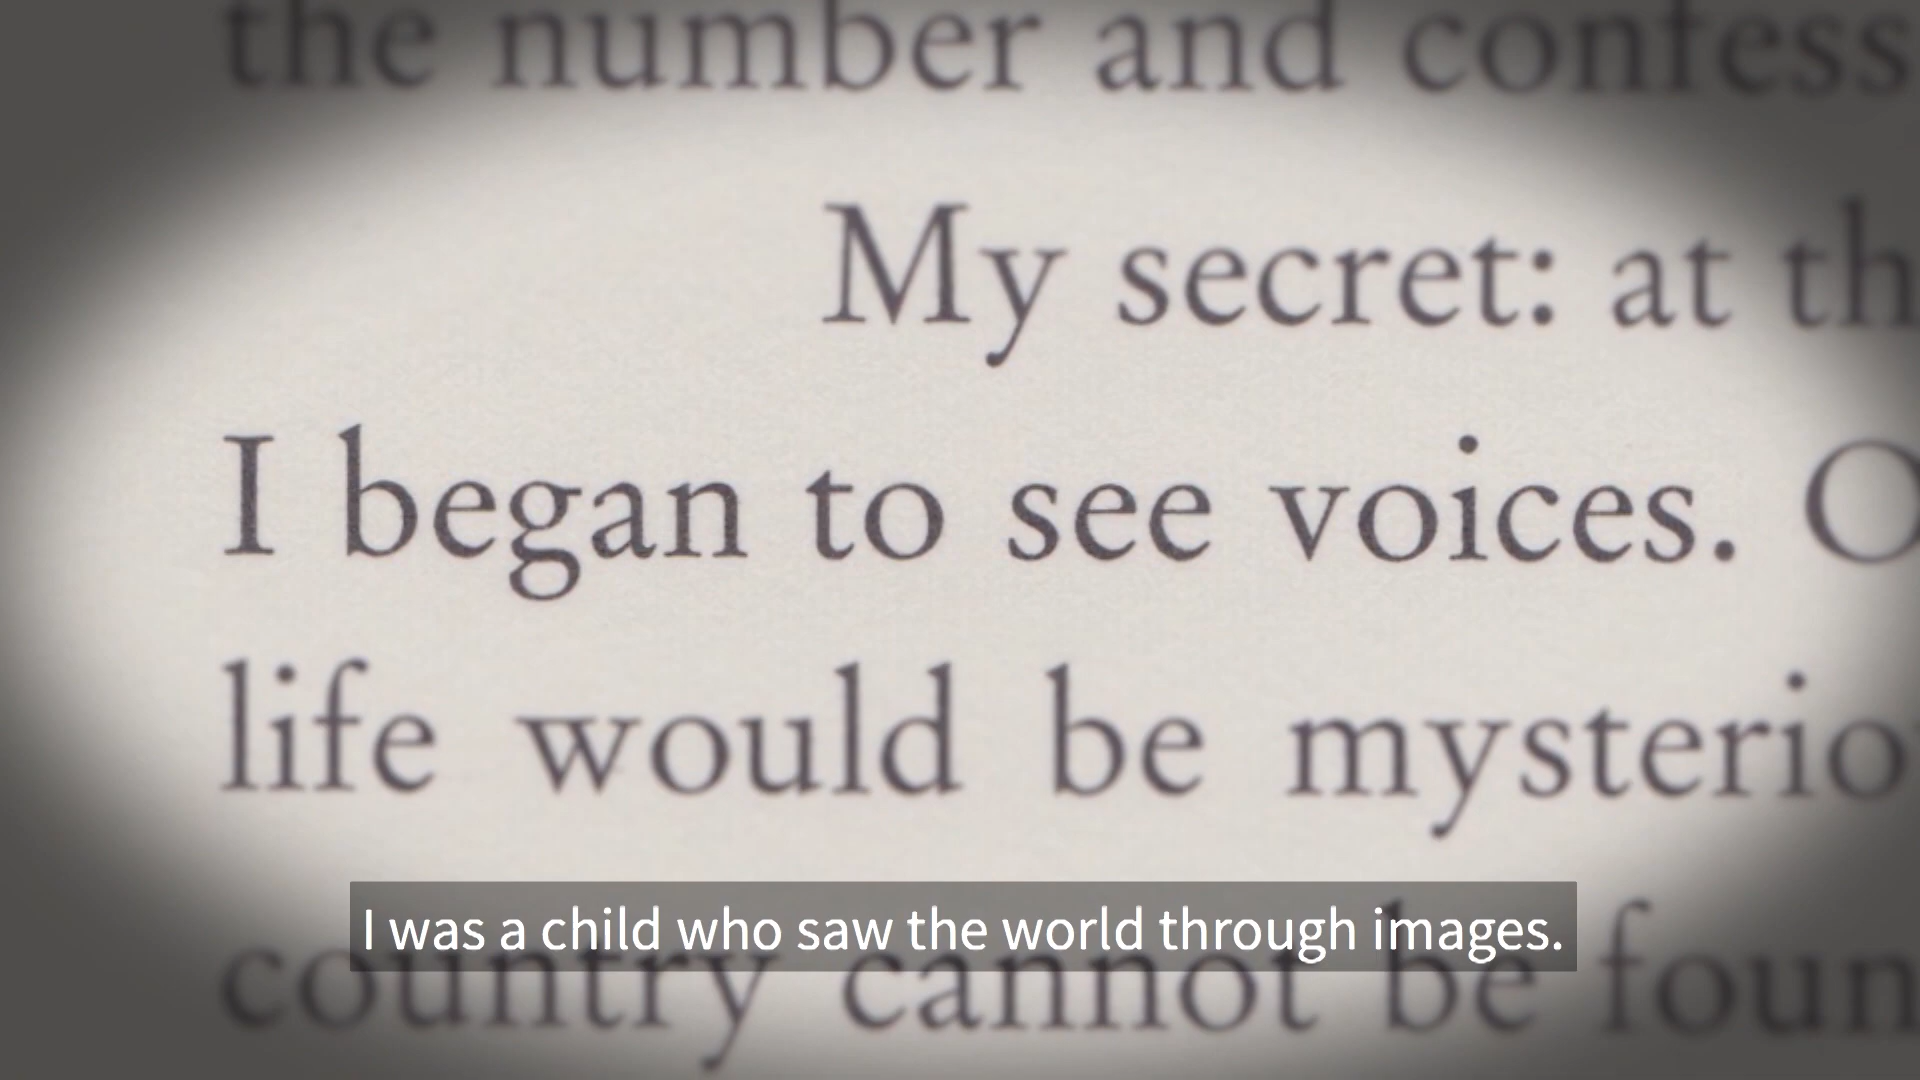 the number and confess
My secret: at th
I began to see voices. O
life would be myster
I was a child who saw the world through images.
country cannot be foun